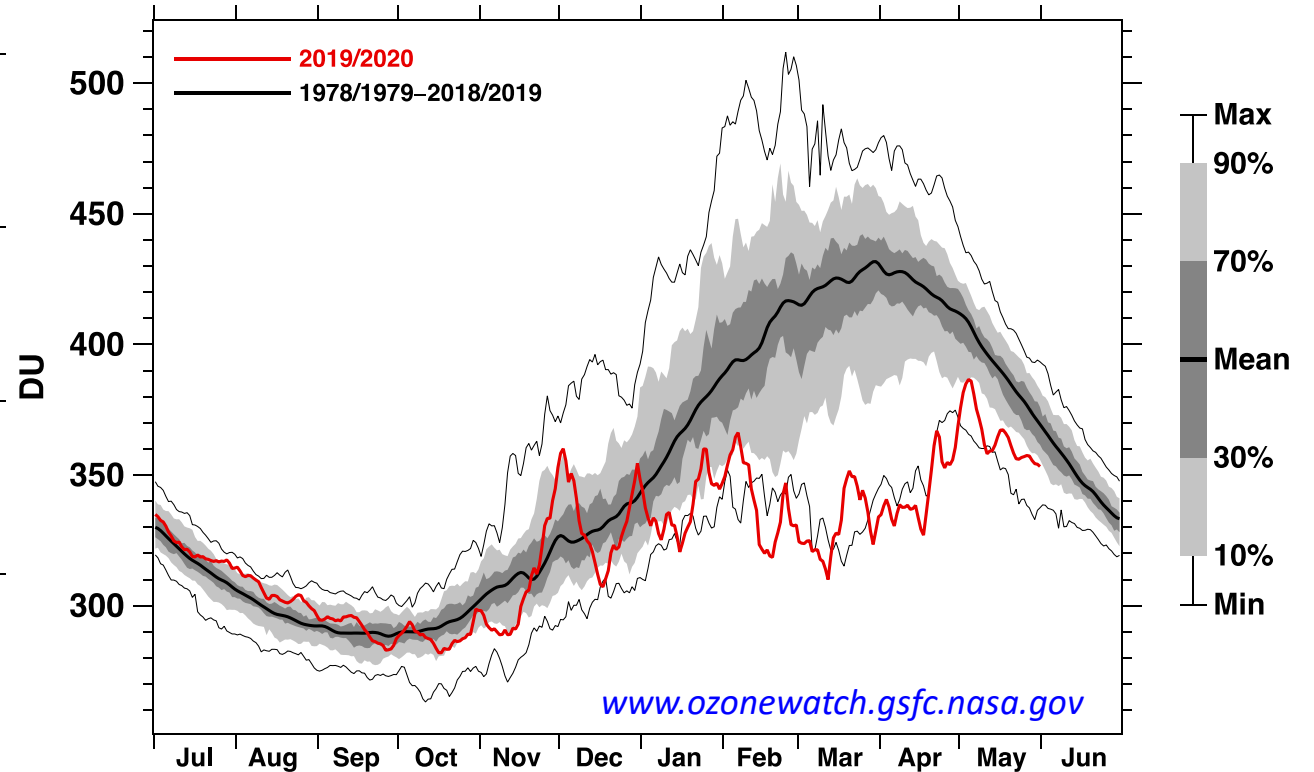 2019/2020
1978/1979–2018/2019
500
450
400
350
300
DU
www.ozonewatch.gsfc.nasa.gov
Jul Aug Sep Oct Nov Dec Jan Feb Mar Apr May Jun
Max
90%
70%
Mean
30%
10%
Min